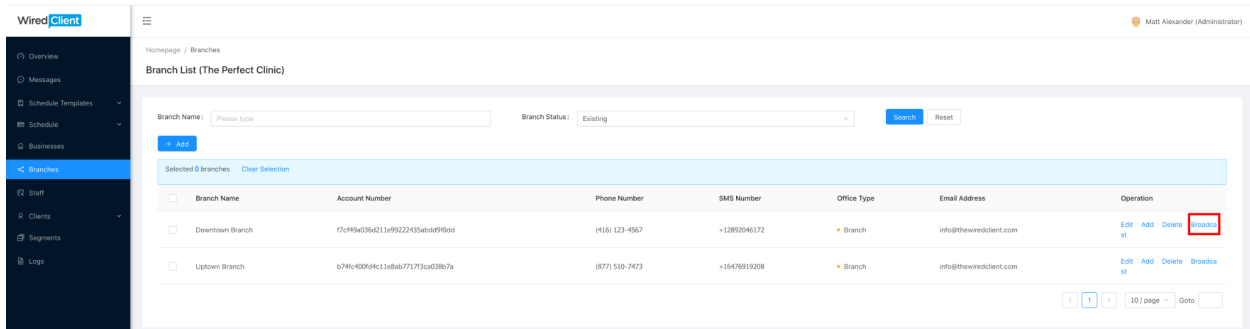 Wired Client
Matt Alexander (Administrator)
Overview
Messages
Schedule Templates
Schedule
Businesses
Branches
Staff
Clients
Segments
Logs
Homepage / Branches
Branch List (The Perfect Clinic)
Branch Name: Please type Branch Status: Existing Search Reset
+ Add
Selected 0 branches Clear Selection
Branch Name Account Number Phone Number SMS Number Office Type Email Address Operation
Downtown Branch f7cf49a036d211e99222435abdd9f0dd (416) 123-4567 +12892046172 Branch info@thewiredclient.com Edit Add Delete Broadca
st
Uptown Branch b74fc400fd4c11e8ab7717f3ca038b7a (877) 510-7473 +16476919208 Branch info@thewiredclient.com Edit Add Delete Broadca
st
< 1 > 10 / page Goto